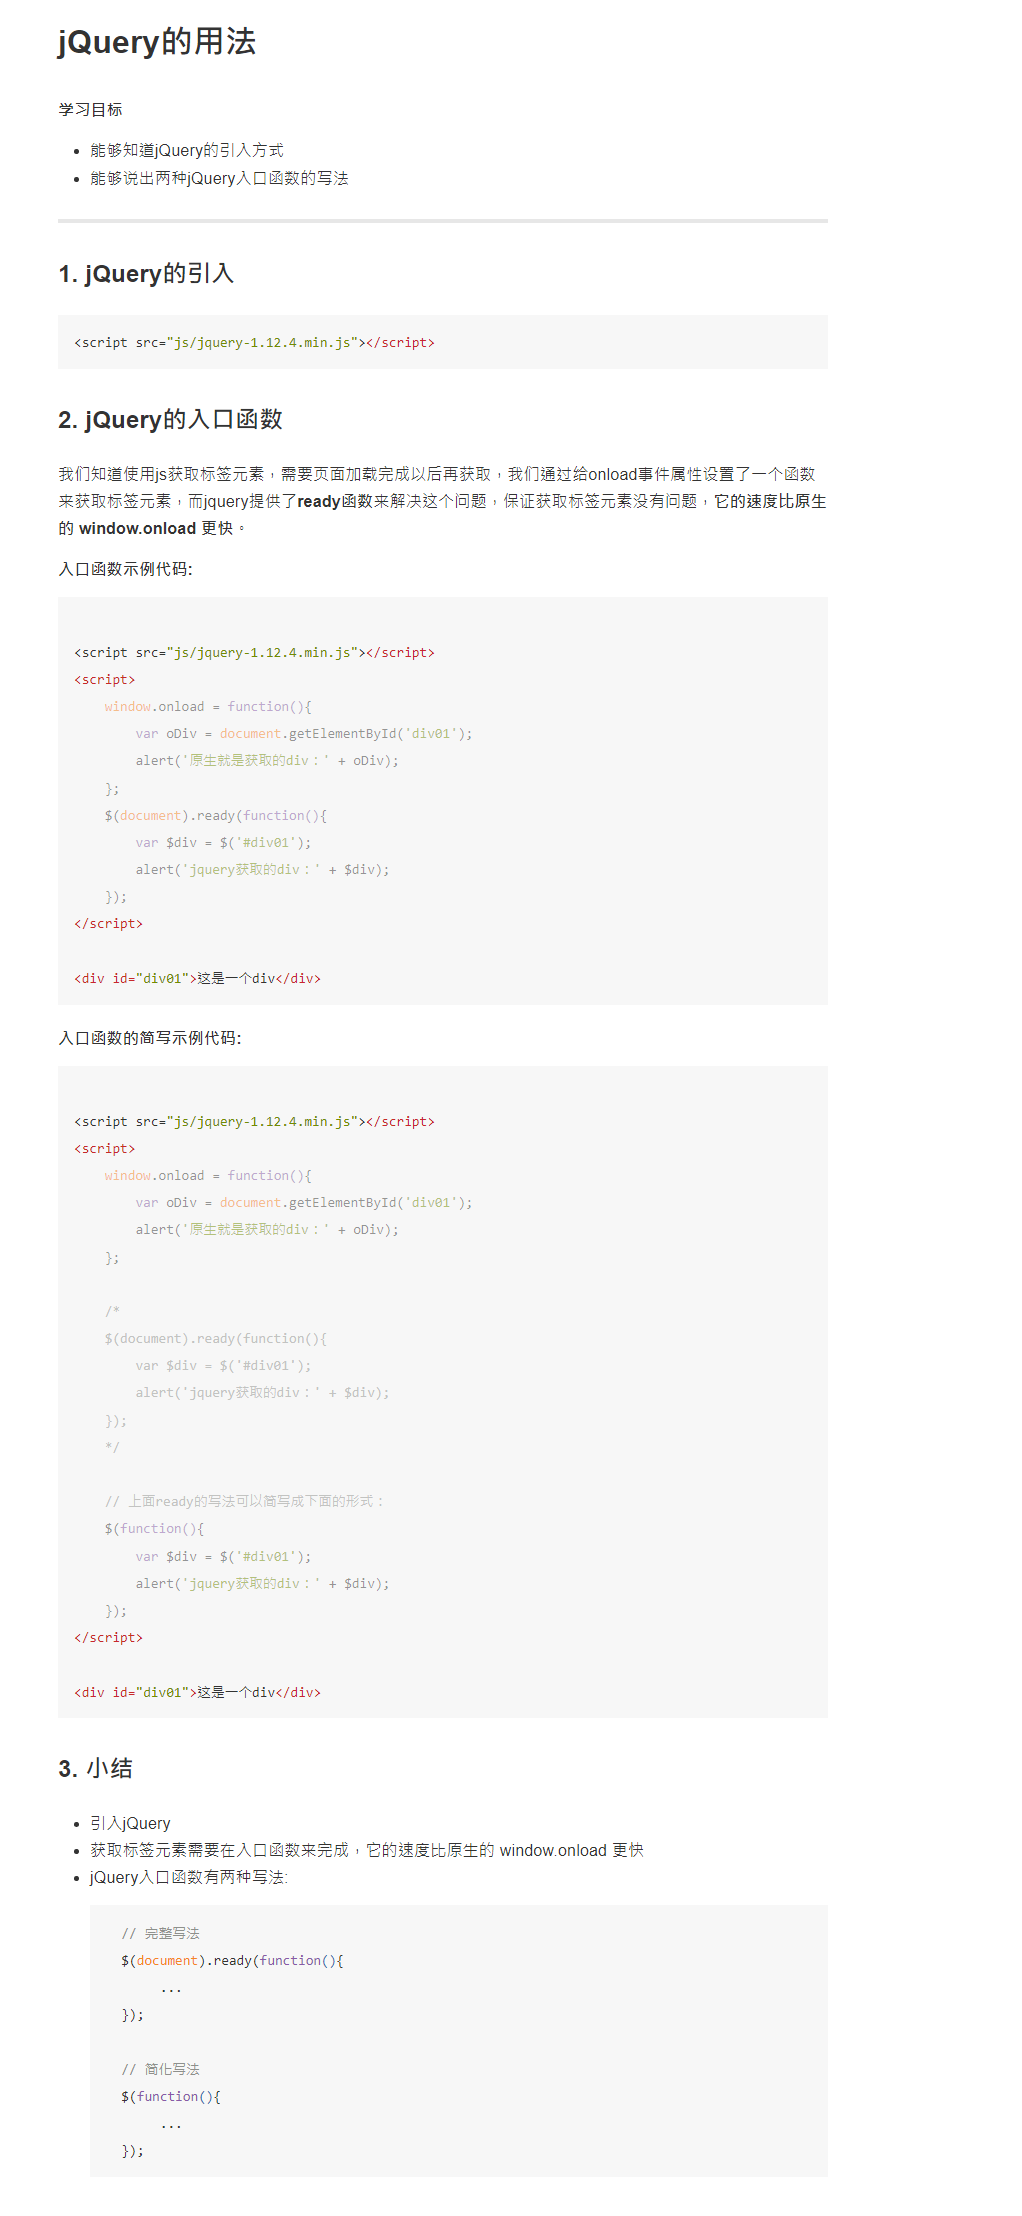 jQuery的用法
学习目标
能够知道jQuery的引入方式
能够说出两种jQuery入口函数的写法
1. jQuery的引入
<script src="js/jquery-1.12.4.min.js"></script>
2. jQuery的入口函数
我们知道使用js获取标签元素，需要页面加载完成以后再获取，我们通过给onload事件属性设置了一个函数
来获取标签元素，而jquery提供了ready函数来解决这个问题，保证获取标签元素没有问题，它的速度比原生
的 window.onload 更快。
入口函数示例代码:
<script src="js/jquery-1.12.4.min.js"></script>
<script>
    window.onload = function(){
        var oDiv = document.getElementById('div01');
        alert('原生就是获取的div：' + oDiv);
    };
    $(document).ready(function(){
        var $div = $('#div01');
        alert('jquery获取的div：' + $div);
    });
</script>
<div id="div01">这是一个div</div>
入口函数的简写示例代码:
<script src="js/jquery-1.12.4.min.js"></script>
<script>
    window.onload = function(){
        var oDiv = document.getElementById('div01');
        alert('原生就是获取的div：' + oDiv);
    };
    /*
    $(document).ready(function(){
        var $div = $('#div01');
        alert('jquery获取的div：' + $div);
    });
    */
    // 上面ready的写法可以简写成下面的形式：
    $(function(){
        var $div = $('#div01');
        alert('jquery获取的div：' + $div);
    });
</script>
<div id="div01">这是一个div</div>
3. 小结
引入jQuery
获取标签元素需要在入口函数来完成，它的速度比原生的 window.onload 更快
jQuery入口函数有两种写法:
// 完整写法
$(document).ready(function(){
     ...
});
// 简化写法
$(function(){
     ...
});